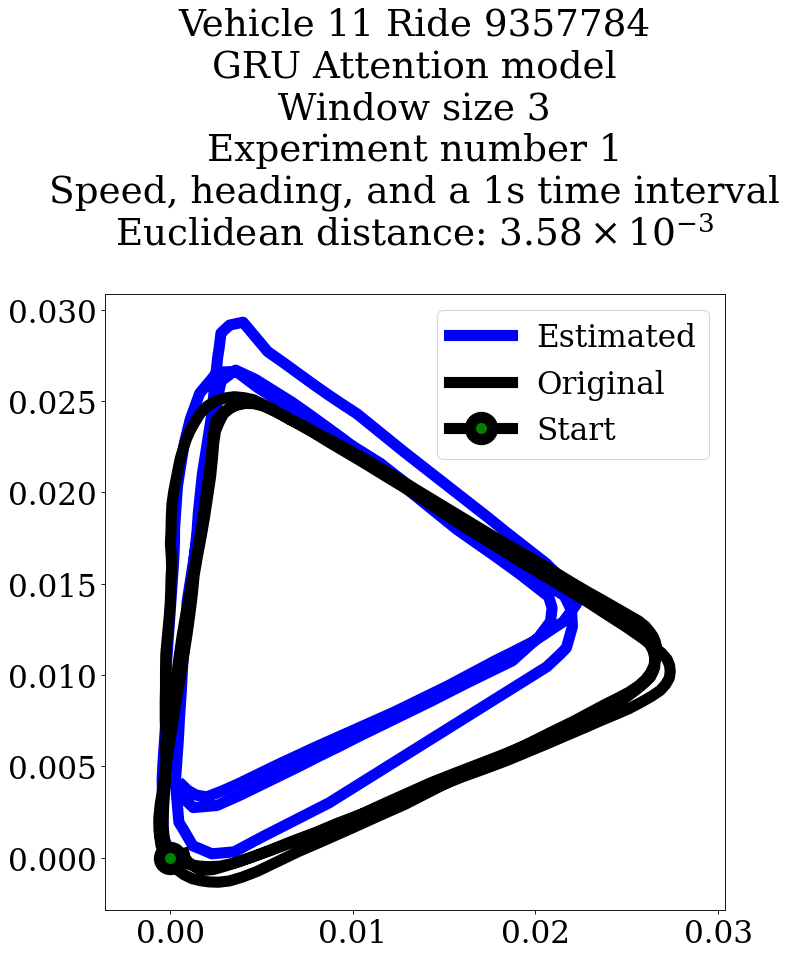 Vehicle 11 Ride 9357784
GRU Attention model
Window size 3
Experiment number 1
Speed, heading, and a 1s time interval
Euclidean distance: 3.58 × 10⁻³
0.030
0.025
0.020
0.015
0.010
0.005
0.000
Estimated
Original
Start
0.00 0.01 0.02 0.03